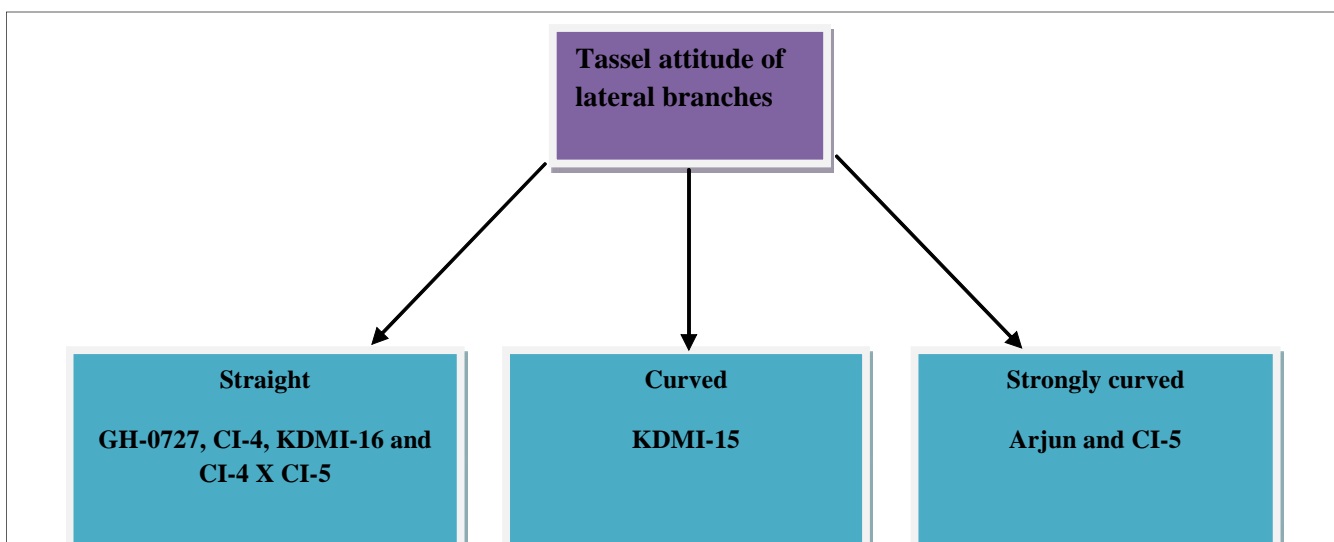 Tassel attitude of
lateral branches
Straight
GH-0727, CI-4, KDMI-16 and
CI-4 X CI-5
Curved
KDMI-15
Strongly curved
Arjun and CI-5